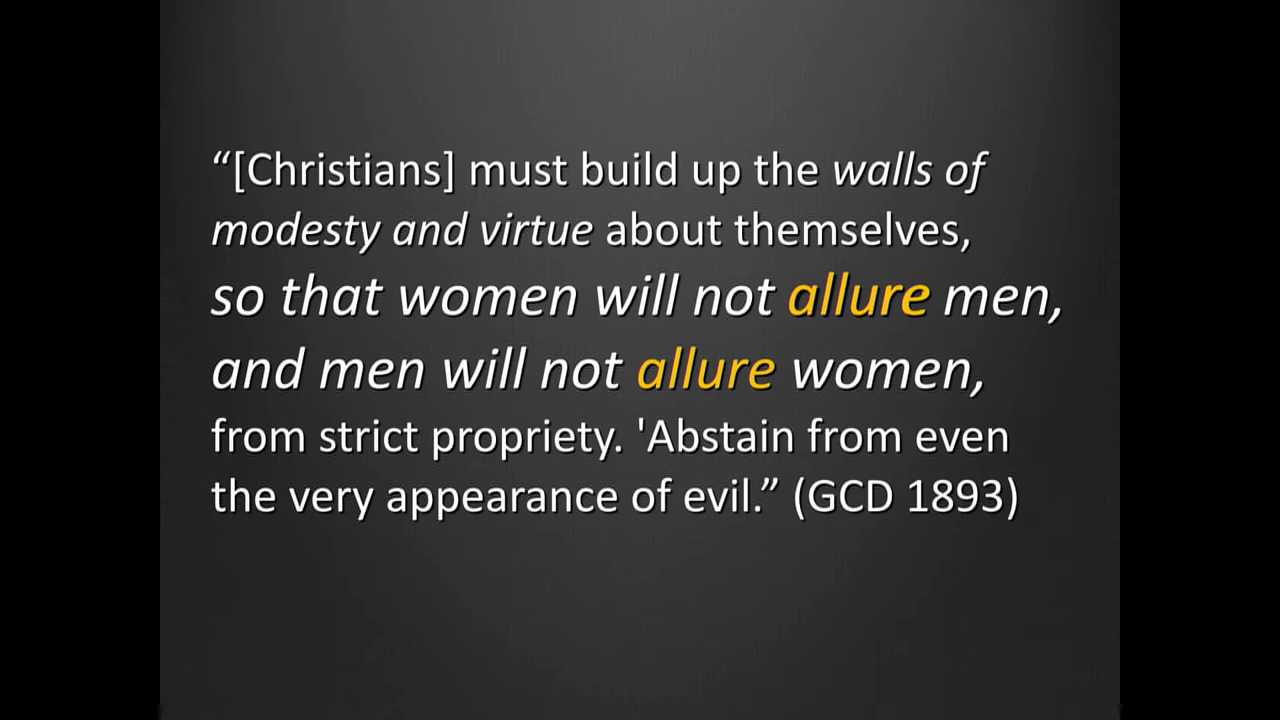 “[Christians] must build up the walls of
modesty and virtue about themselves,
so that women will not allure men,
and men will not allure women,
from strict propriety. 'Abstain from even
the very appearance of evil.” (GCD 1893)